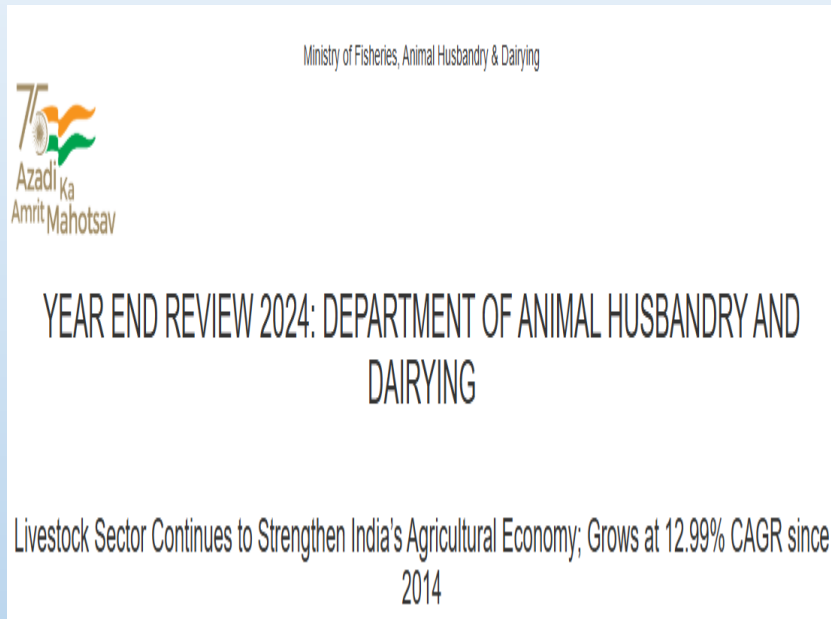 Ministry of Fisheries, Animal Husbandry & Dairying
75
Azadi Ka
Amrit Mahotsav
YEAR END REVIEW 2024: DEPARTMENT OF ANIMAL HUSBANDRY AND
DAIRYING
Livestock Sector Continues to Strengthen India's Agricultural Economy; Grows at 12.99% CAGR since
2014